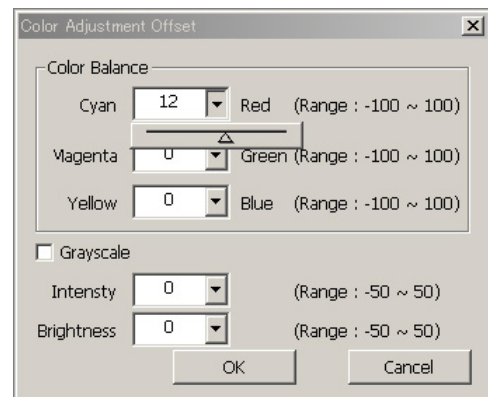 Color Adjustment Offset
Color Balance
Cyan 12 Red (Range : -100 ~ 100)
Magenta 0 Green (Range : -100 ~ 100)
Yellow 0 Blue (Range : -100 ~ 100)
Grayscale
Intensty 0 (Range : -50 ~ 50)
Brightness 0 (Range : -50 ~ 50)
OK Cancel